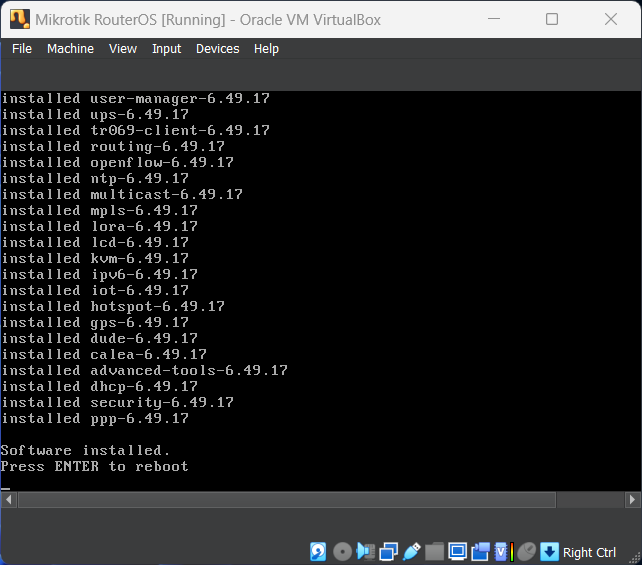 Mikrotik RouterOS [Running] - Oracle VM VirtualBox
File Machine View Input Devices Help
installed user-manager-6.49.17
installed ups-6.49.17
installed tr069-client-6.49.17
installed routing-6.49.17
installed openflow-6.49.17
installed ntp-6.49.17
installed multicast-6.49.17
installed mpls-6.49.17
installed lora-6.49.17
installed lcd-6.49.17
installed kvm-6.49.17
installed ipv6-6.49.17
installed iot-6.49.17
installed hotspot-6.49.17
installed gps-6.49.17
installed dude-6.49.17
installed calea-6.49.17
installed advanced-tools-6.49.17
installed dhcp-6.49.17
installed security-6.49.17
installed ppp-6.49.17
Software installed.
Press ENTER to reboot
Right Ctrl